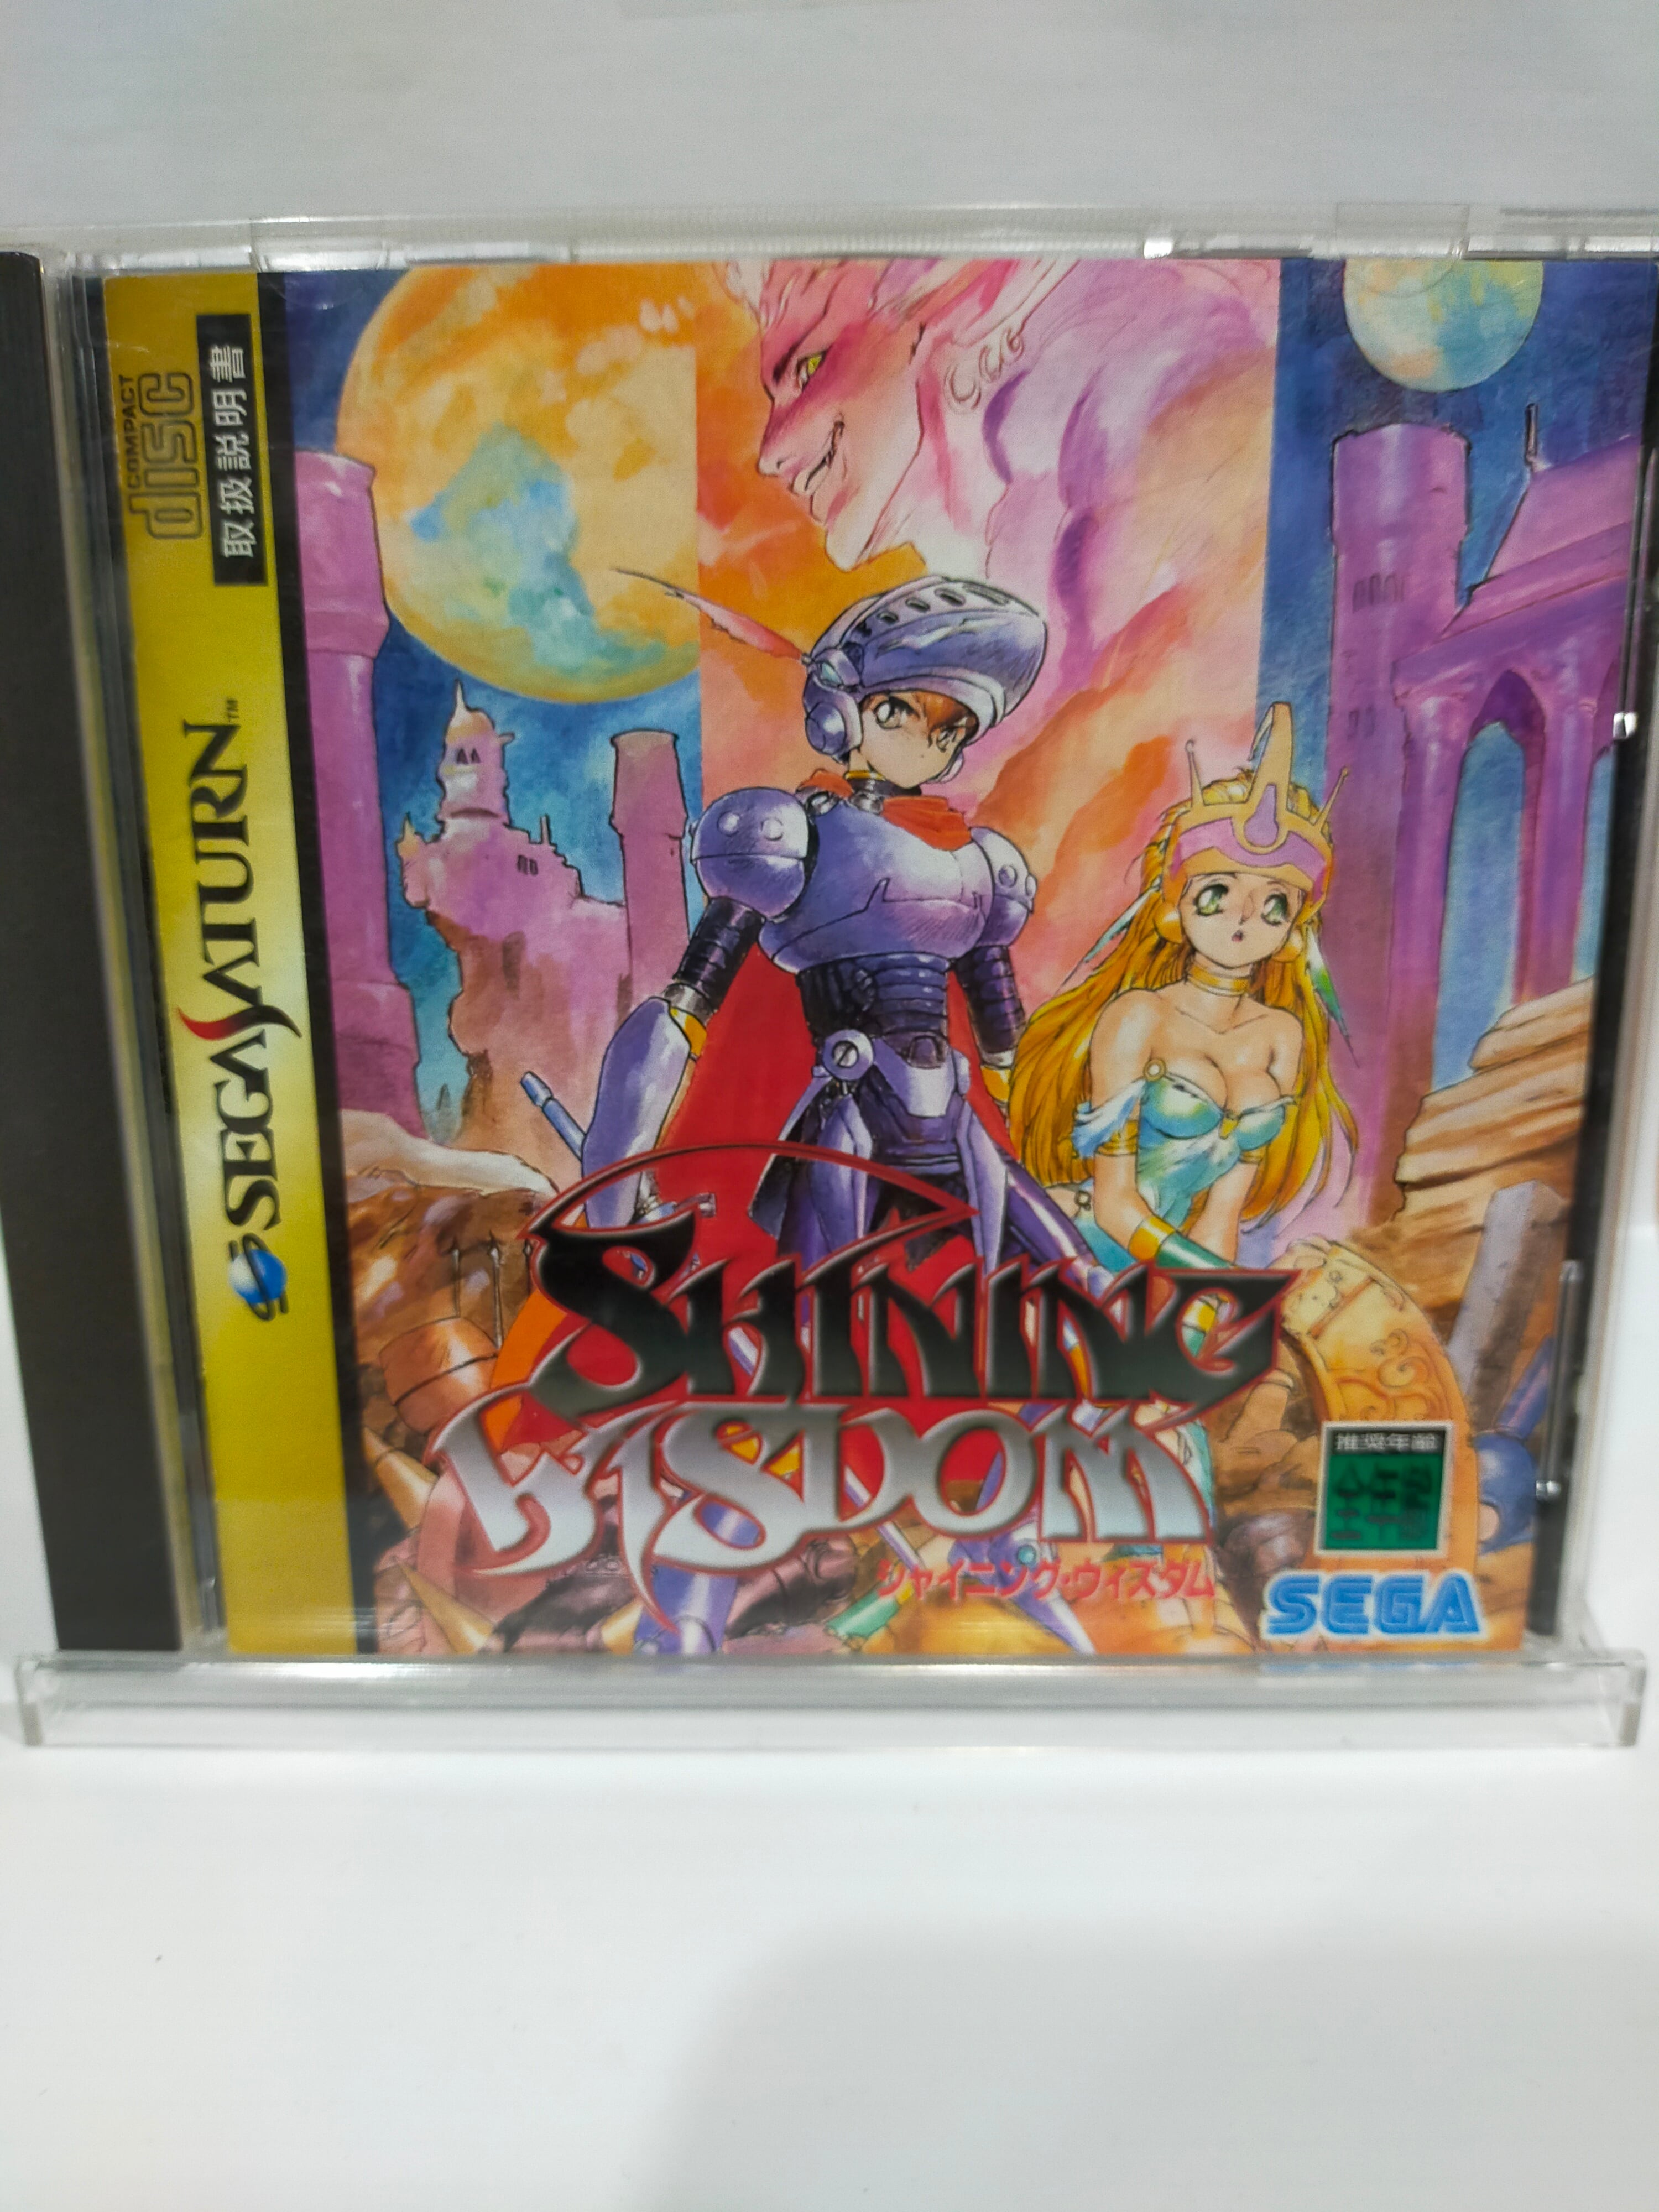 COMPACT
disc
取扱説明書
SEGA SATURN™
SHINING
WISDOM
シャイニング・ウィズダム
推奨年齢
SEGA